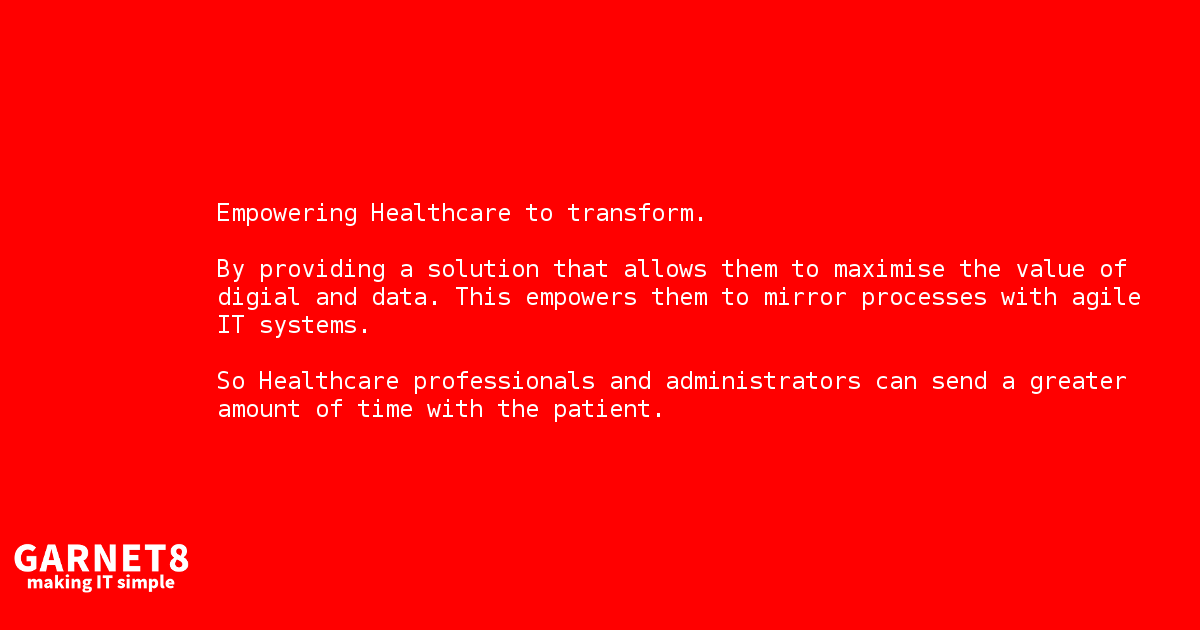 Empowering Healthcare to transform.
By providing a solution that allows them to maximise the value of
digial and data. This empowers them to mirror processes with agile
IT systems.
So Healthcare professionals and administrators can send a greater
amount of time with the patient.
GARNET8
making IT simple